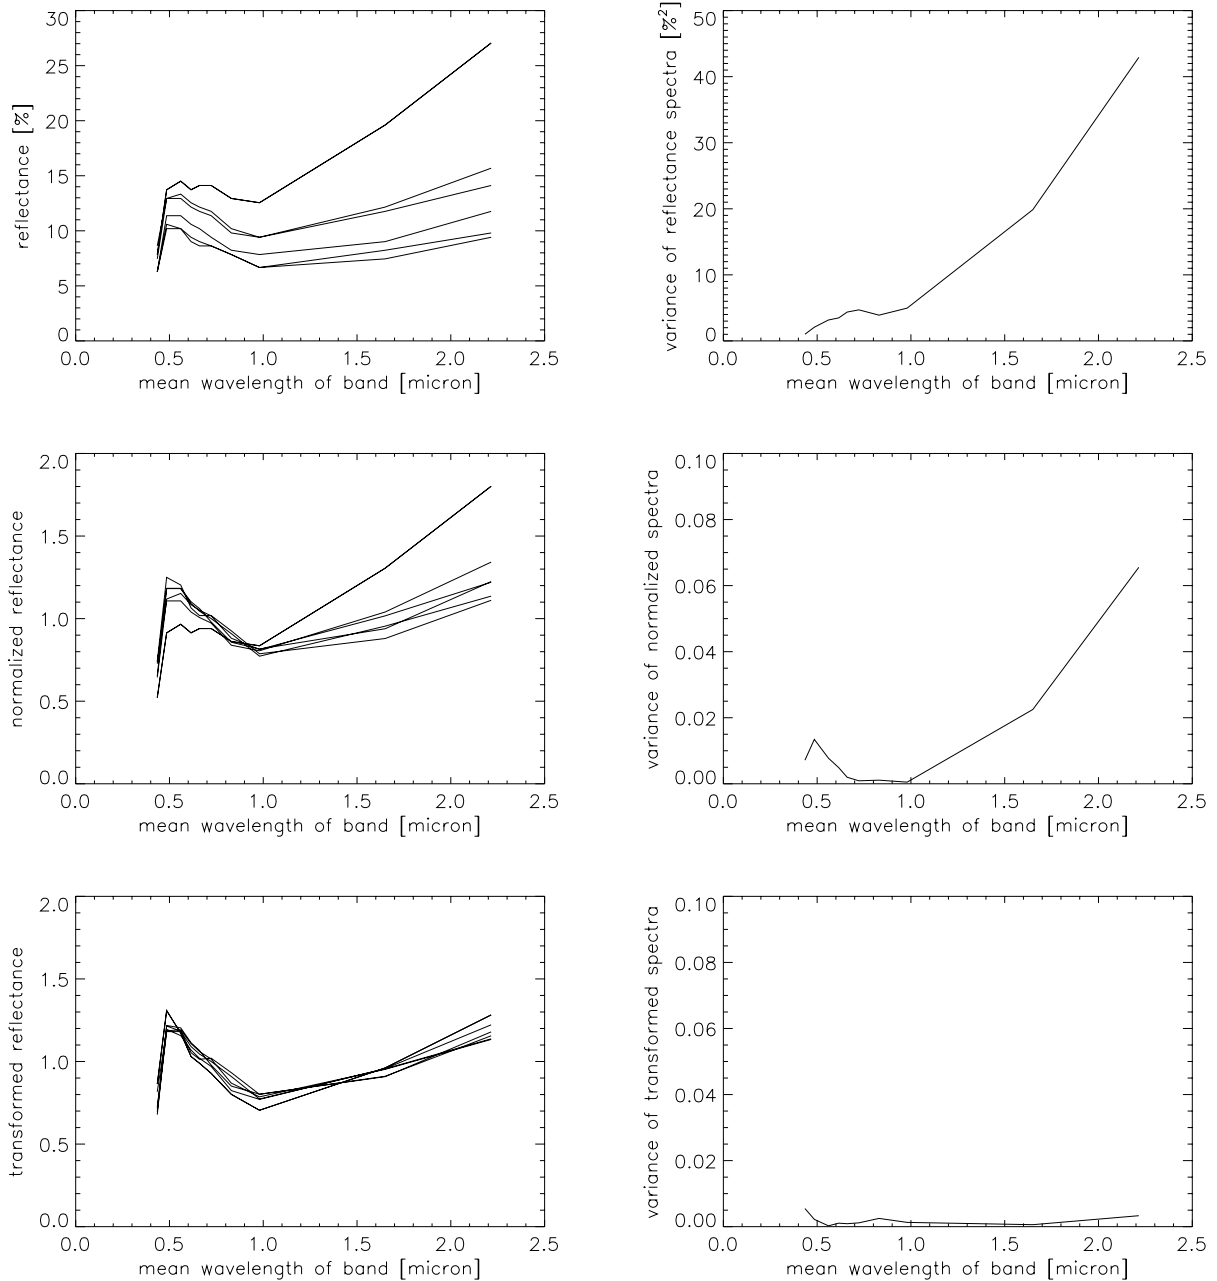 reflectance [%]
30
25
20
15
10
5
0
0.0 0.5 1.0 1.5 2.0 2.5
mean wavelength of band [micron]
variance of reflectance spectra [%²]
50
40
30
20
10
0
0.0 0.5 1.0 1.5 2.0 2.5
mean wavelength of band [micron]
normalized reflectance
2.0
1.5
1.0
0.5
0.0
0.0 0.5 1.0 1.5 2.0 2.5
mean wavelength of band [micron]
variance of normalized spectra
0.10
0.08
0.06
0.04
0.02
0.00
0.0 0.5 1.0 1.5 2.0 2.5
mean wavelength of band [micron]
transformed reflectance
2.0
1.5
1.0
0.5
0.0
0.0 0.5 1.0 1.5 2.0 2.5
mean wavelength of band [micron]
variance of transformed spectra
0.10
0.08
0.06
0.04
0.02
0.00
0.0 0.5 1.0 1.5 2.0 2.5
mean wavelength of band [micron]